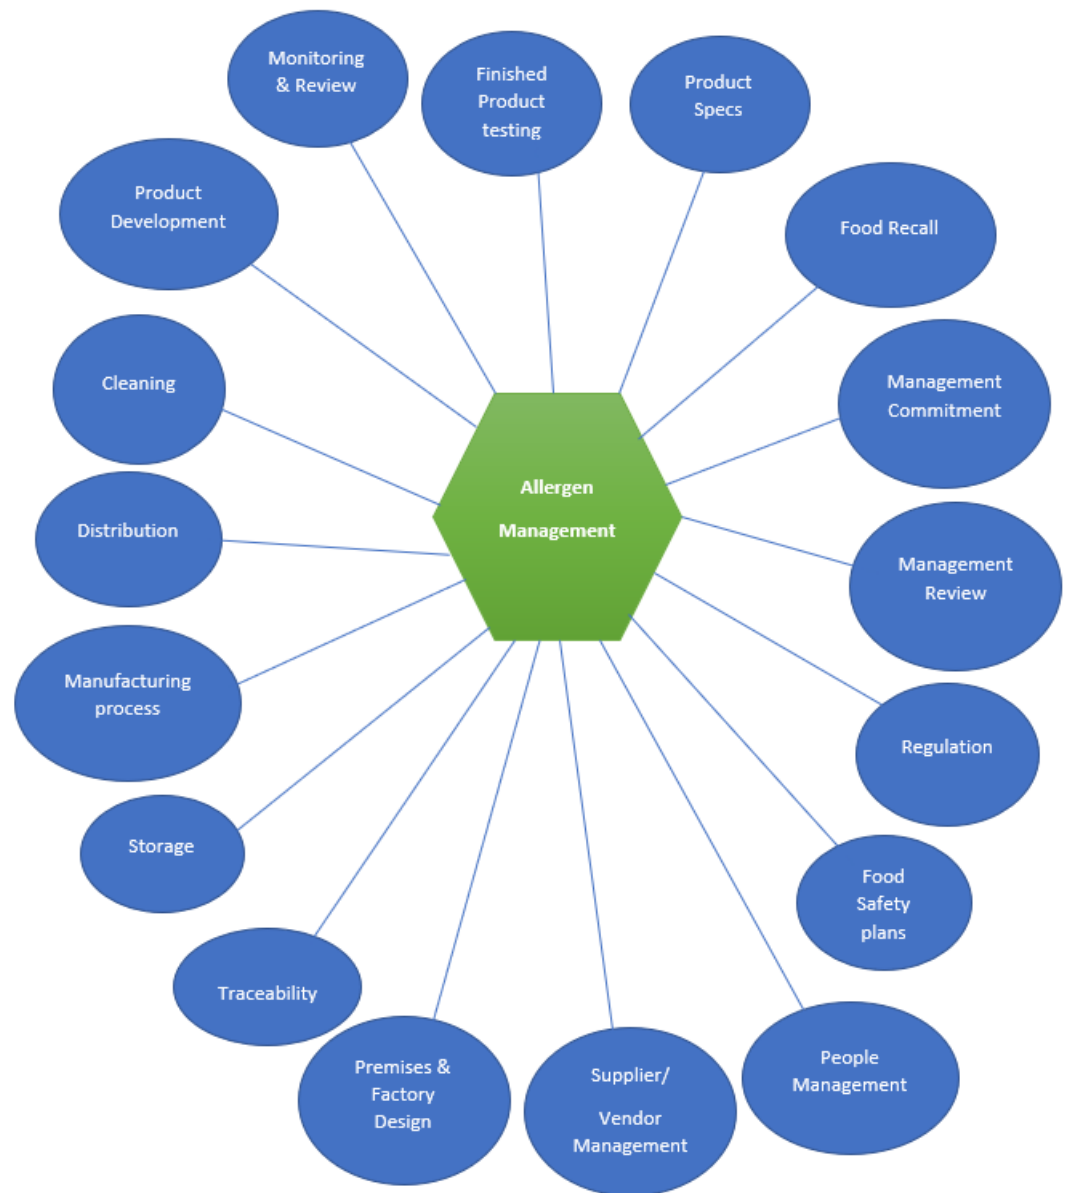 Monitoring
& Review
Finished
Product
testing
Product
Specs
Product
Development
Food Recall
Cleaning
Management
Commitment
Allergen
Management
Distribution
Management
Review
Manufacturing
process
Regulation
Storage
Food
Safety
plans
Traceability
Premises &
Factory
Design
Supplier/
Vendor
Management
People
Management